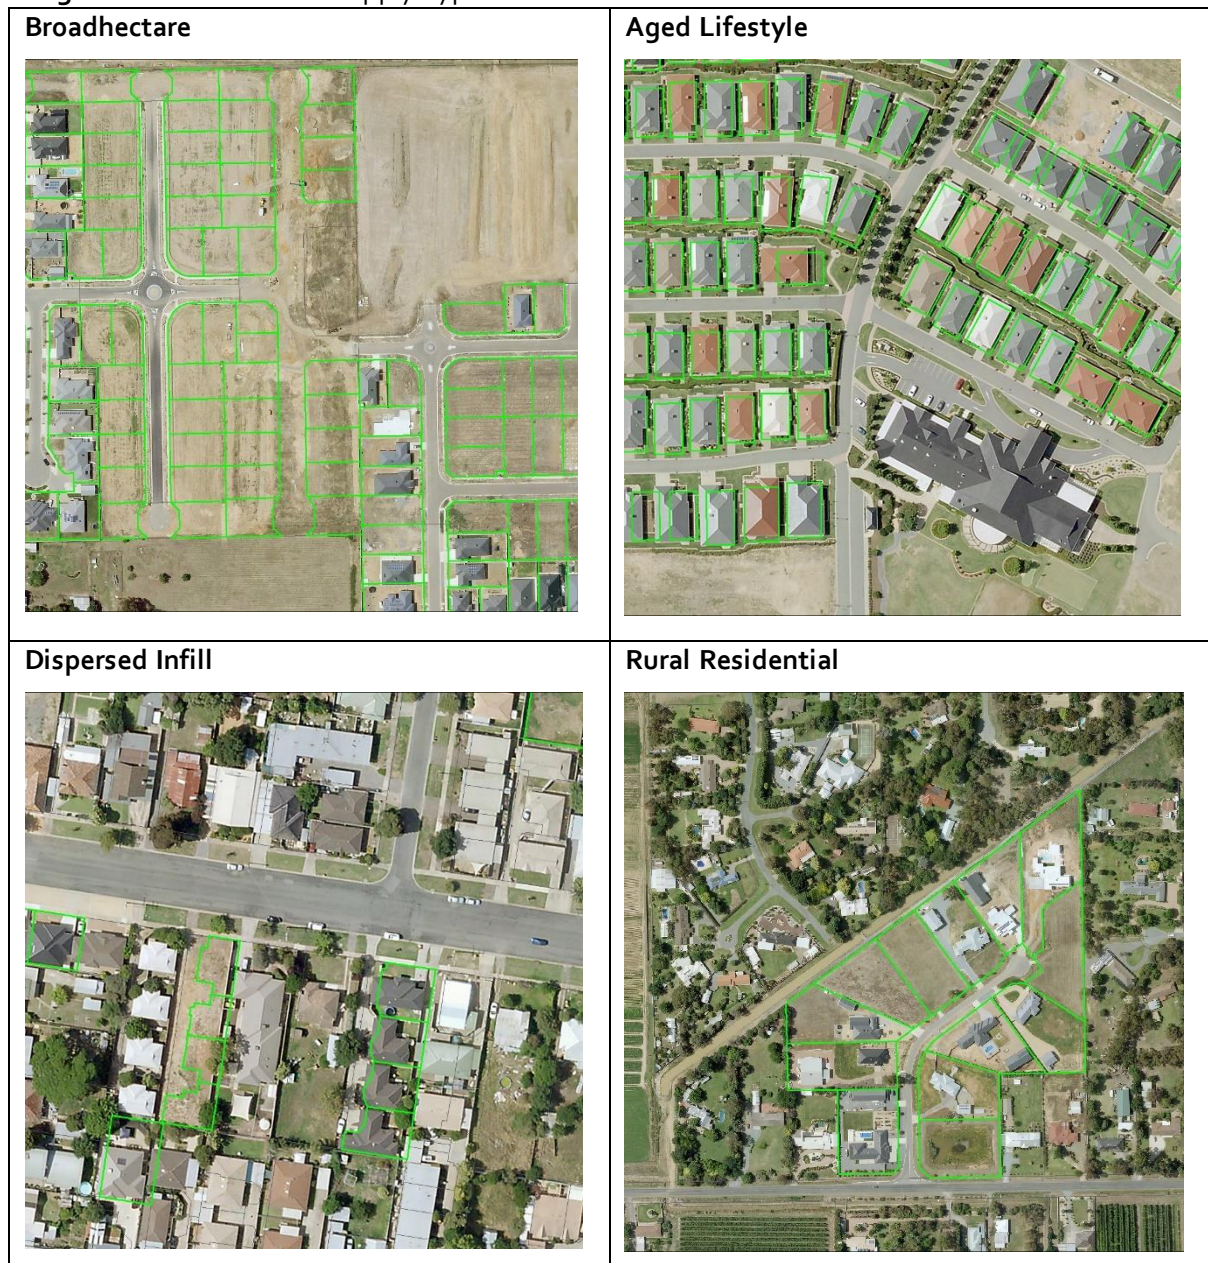 Broadhectare
Aged Lifestyle
Dispersed Infill
Rural Residential